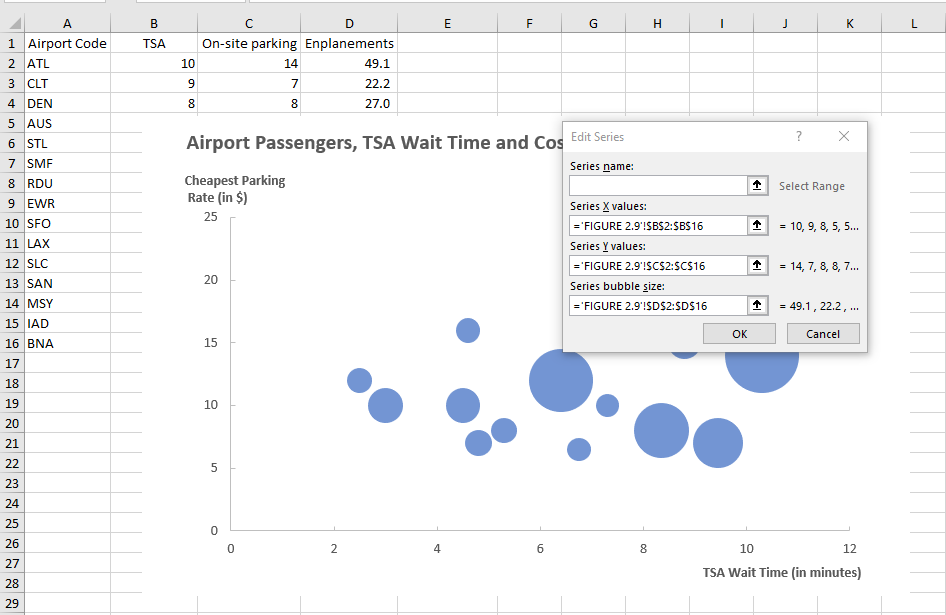 A B C D E F G H I J K L
1 Airport Code TSA On-site parking Enplanements
2 ATL 10 14 49.1
3 CLT 9 7 22.2
4 DEN 8 8 27.0
5 AUS
6 STL
7 SMF
8 RDU
9 EWR
10 SFO
11 LAX
12 SLC
13 SAN
14 MSY
15 IAD
16 BNA
17
18
19
20
21
22
23
24
25
26
27
28
29
Airport Passengers, TSA Wait Time and Cos
Cheapest Parking
Rate (in $)
25
20
15
10
5
0
0 2 4 6 8 10 12
TSA Wait Time (in minutes)
Edit Series ? ×
Series name:
Select Range
Series X values:
='FIGURE 2.9'!$B$2:$B$16 = 10, 9, 8, 5, 5...
Series Y values:
='FIGURE 2.9'!$C$2:$C$16 = 14, 7, 8, 8, 7...
Series bubble size:
='FIGURE 2.9'!$D$2:$D$16 = 49.1 , 22.2 , ...
OK Cancel